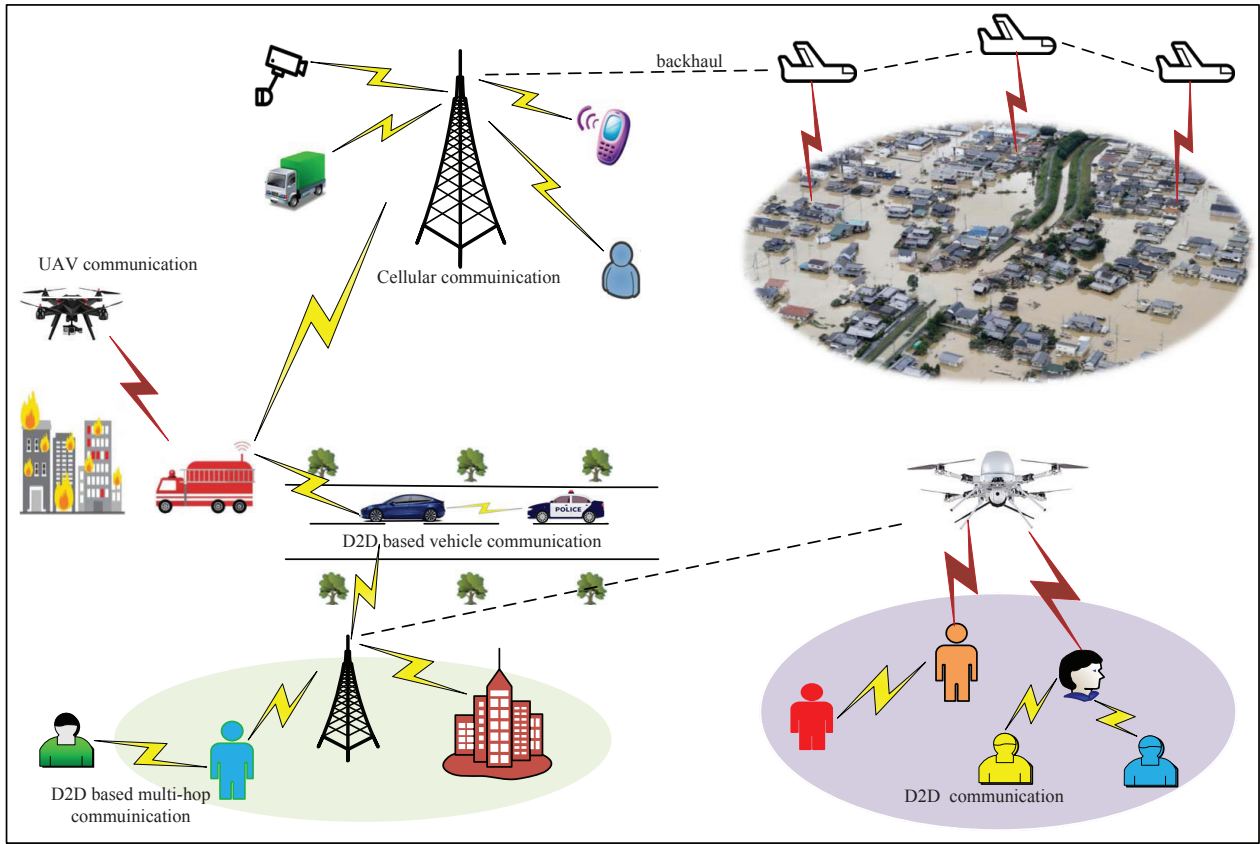 backhaul
UAV communication
Cellular commuinication
POLICE
D2D based vehicle communication
D2D based multi-hop
commuinication
D2D communication